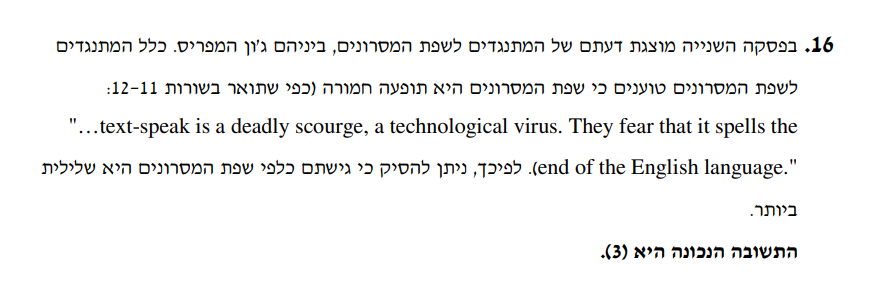 16. בפסקה השנייה מוצגת דעתם של המתנגדים לשפת המסרונים, ביניהם ג'ון המפריס. כלל המתנגדים
לשפת המסרונים טוענים כי שפת המסרונים היא תופעה חמורה (כפי שתואר בשורות 11–12:
"…text-speak is a deadly scourge, a technological virus. They fear that it spells the
end of the English language."). לפיכך, ניתן להסיק כי גישתם כלפי שפת המסרונים היא שלילית
ביותר.
התשובה הנכונה היא (3).